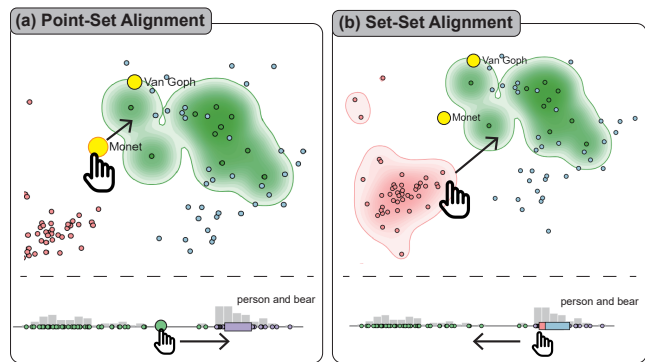 (a) Point-Set Alignment
Van Goph
Monet
person and bear
(b) Set-Set Alignment
Van Goph
Monet
person and bear